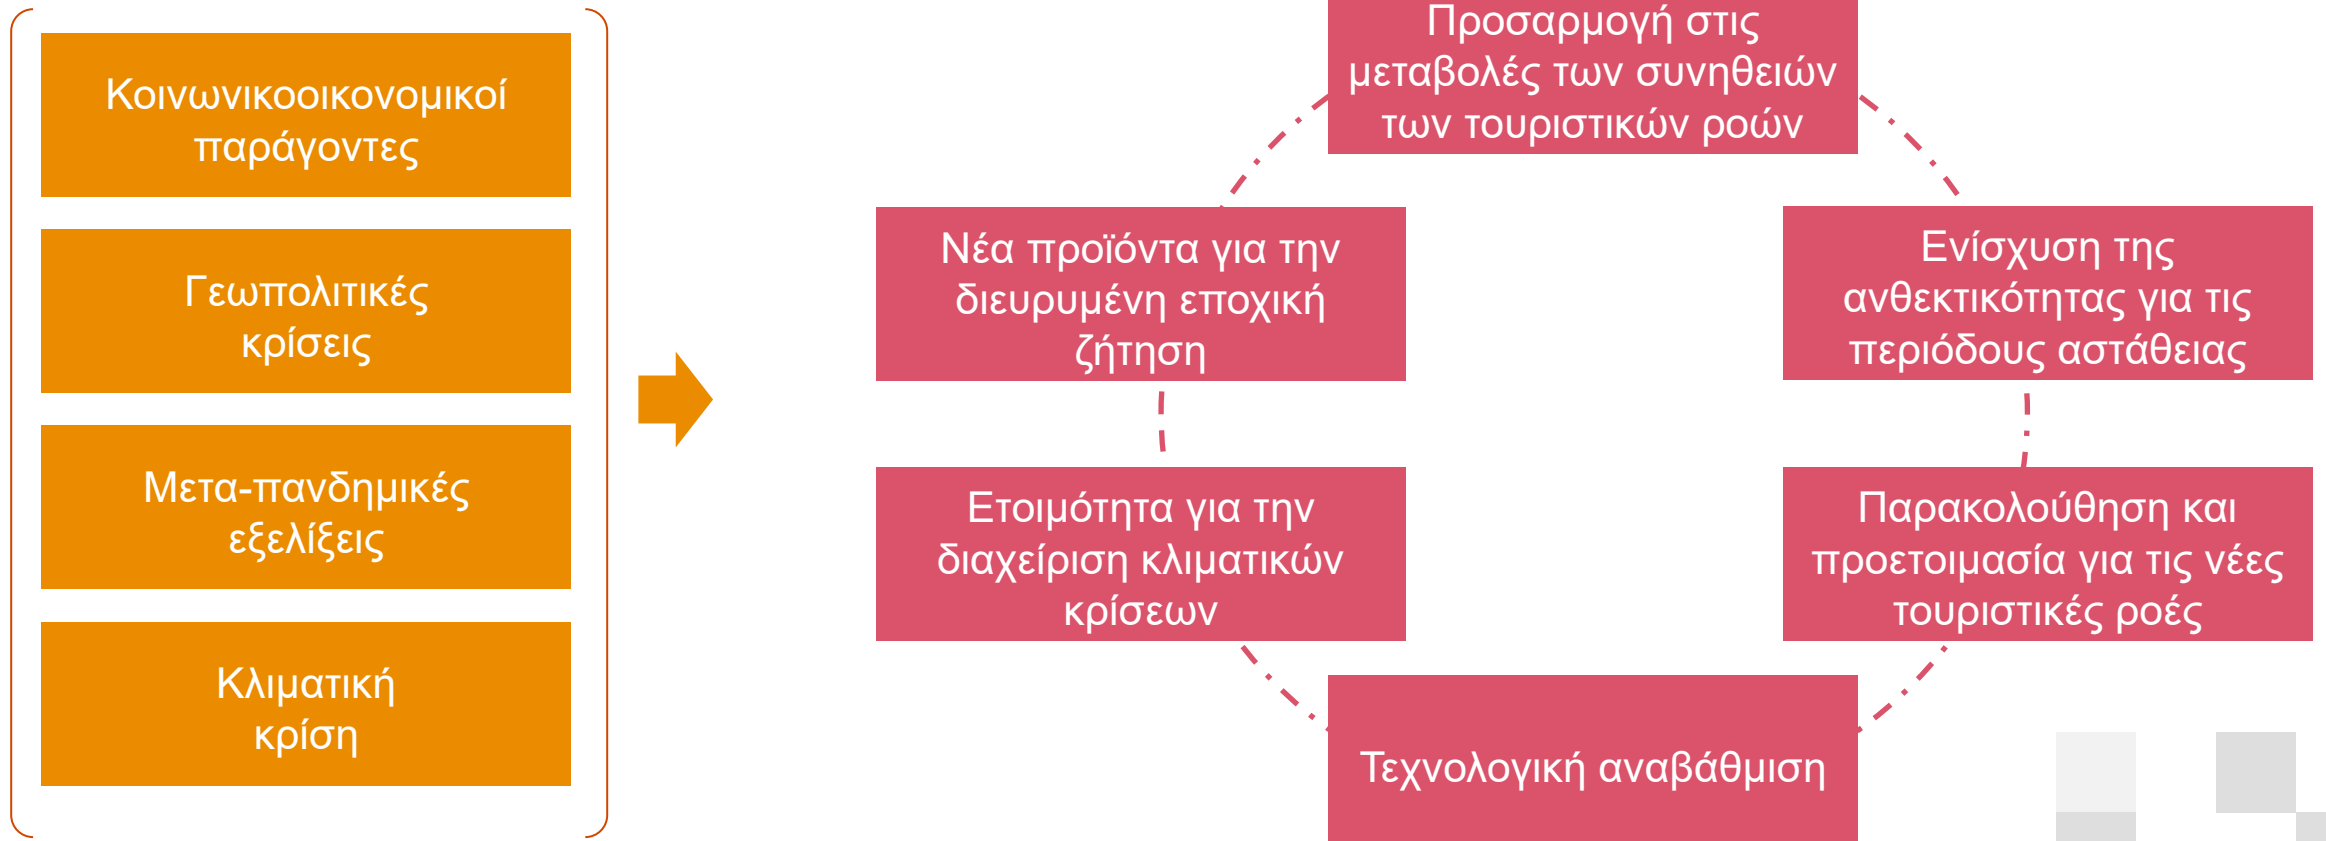 Κοινωνικοοικονομικοί
παράγοντες
Γεωπολιτικές
κρίσεις
Μετα-πανδημικές
εξελίξεις
Κλιματική
κρίση
Προσαρμογή στις
μεταβολές των συνηθειών
των τουριστικών ροών
Ενίσχυση της
ανθεκτικότητας για τις
περιόδους αστάθειας
Παρακολούθηση και
προετοιμασία για τις νέες
τουριστικές ροές
Τεχνολογική αναβάθμιση
Ετοιμότητα για την
διαχείριση κλιματικών
κρίσεων
Νέα προϊόντα για την
διευρυμένη εποχική
ζήτηση